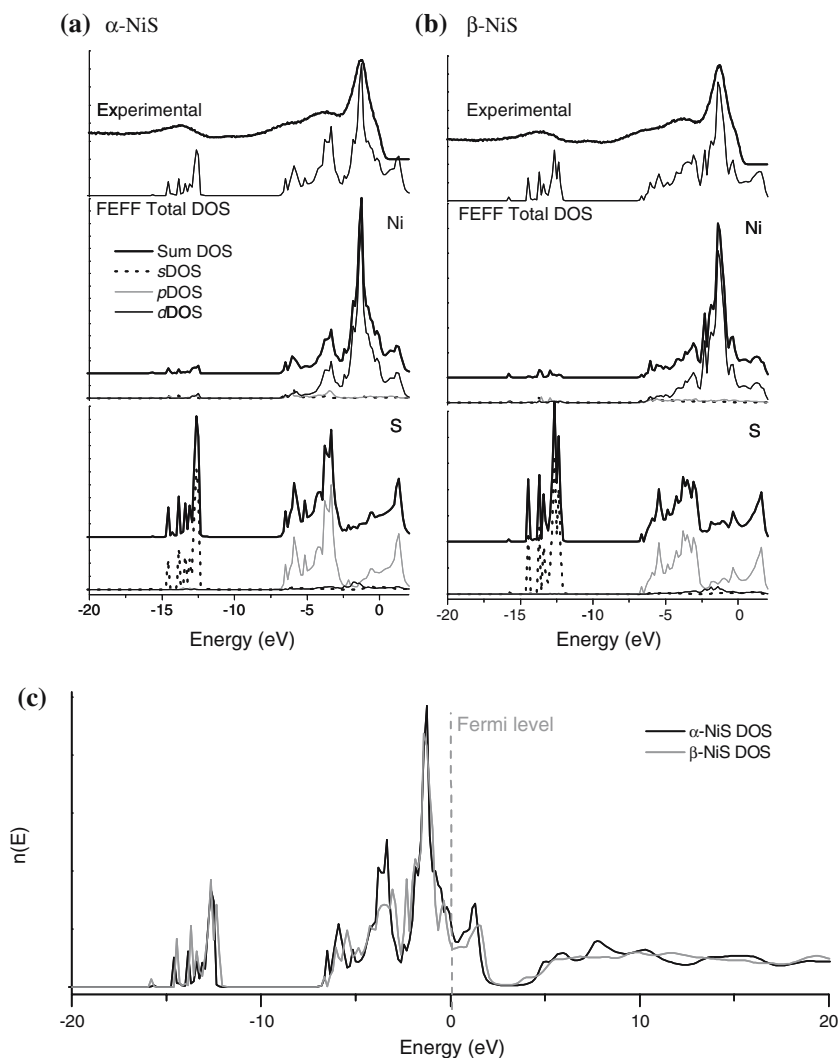 (a) α-NiS
Experimental
FEFF Total DOS
Ni
Sum DOS
sDOS
pDOS
dDOS
S
-20 -15 -10 -5 0
Energy (eV)
(b) β-NiS
Experimental
FEFF Total DOS
Ni
S
-20 -15 -10 -5 0
Energy (eV)
(c)
Fermi level
α-NiS DOS
β-NiS DOS
n(E)
-20 -10 0 5 10 20
Energy (eV)